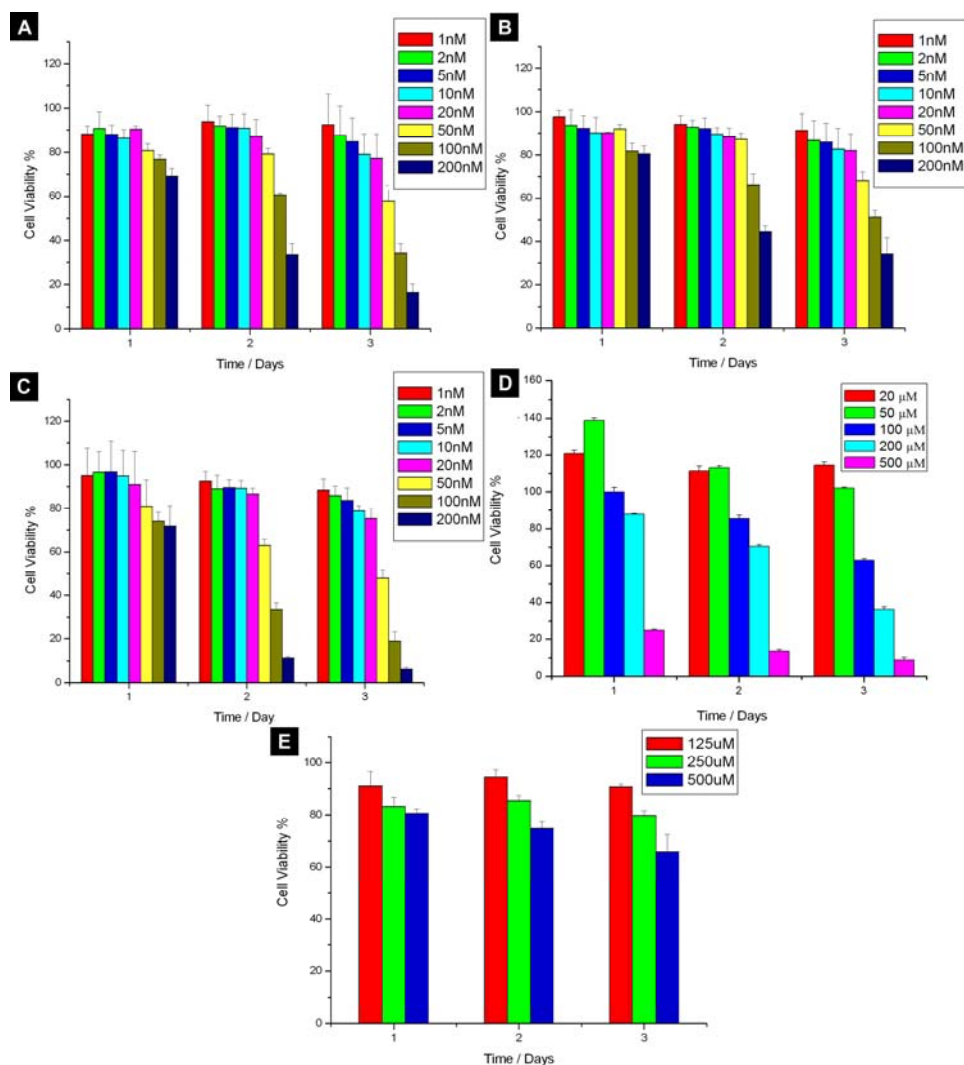 A
1nM
2nM
5nM
10nM
20nM
50nM
100nM
200nM
120
100
80
60
40
20
0
Cell Viability %
1
2
3
Time / Days
B
1nM
2nM
5nM
10nM
20nM
50nM
100nM
200nM
120
100
80
60
40
20
0
Cell Viability %
1
2
3
Time / Days
C
1nM
2nM
5nM
10nM
20nM
50nM
100nM
200nM
120
100
80
60
40
20
0
Cell Viability %
1
2
3
Time / Day
D
20 μM
50 μM
100 μM
200 μM
500 μM
160
140
120
100
80
60
40
20
0
Cell Viability %
1
2
3
Time / Days
E
125uM
250uM
500uM
100
80
60
40
20
0
Cell Viability %
1
2
3
Time / Days